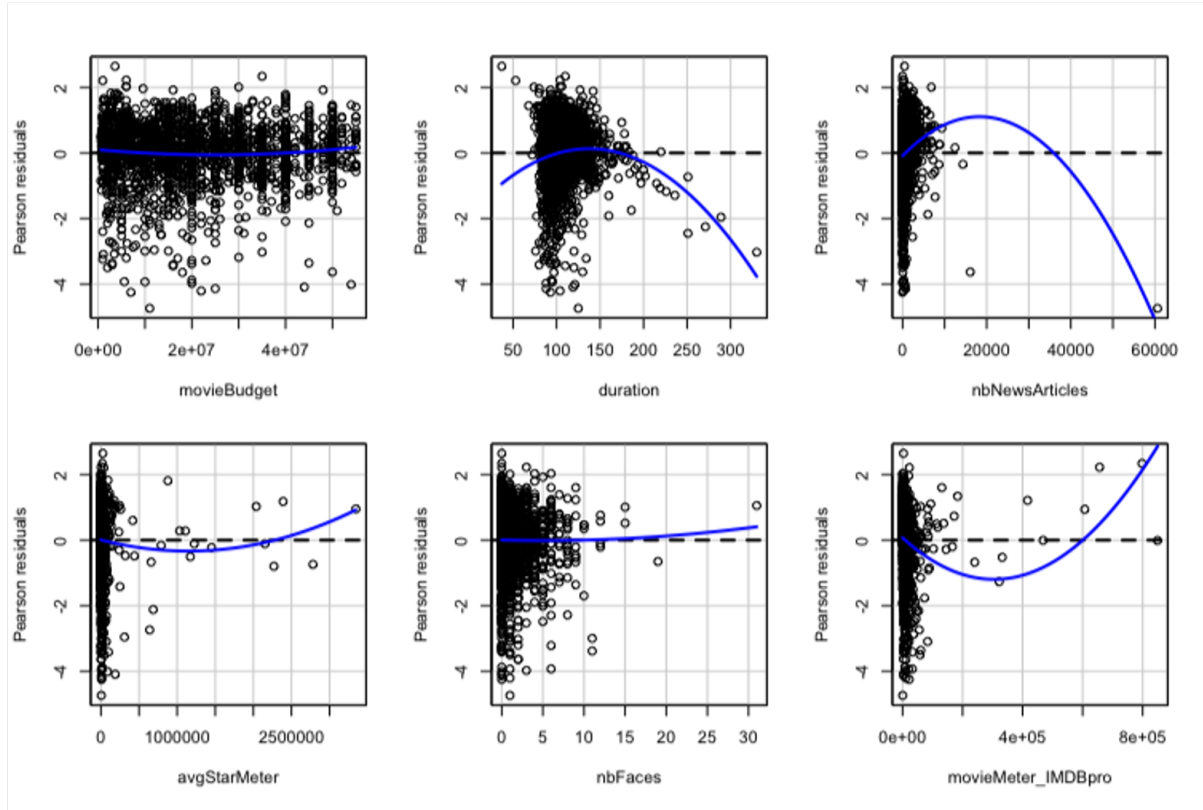 Pearson residuals
2
0
-2
-4
0e+00 2e+07 4e+07
movieBudget
Pearson residuals
2
0
-2
-4
50 100 150 200 250 300
duration
Pearson residuals
2
0
-2
-4
0 20000 40000 60000
nbNewsArticles
Pearson residuals
2
0
-2
-4
0 1000000 2500000
avgStarMeter
Pearson residuals
2
0
-2
-4
0 5 10 15 20 25 30
nbFaces
Pearson residuals
2
0
-2
-4
0e+00 4e+05 8e+05
movieMeter_IMDBpro